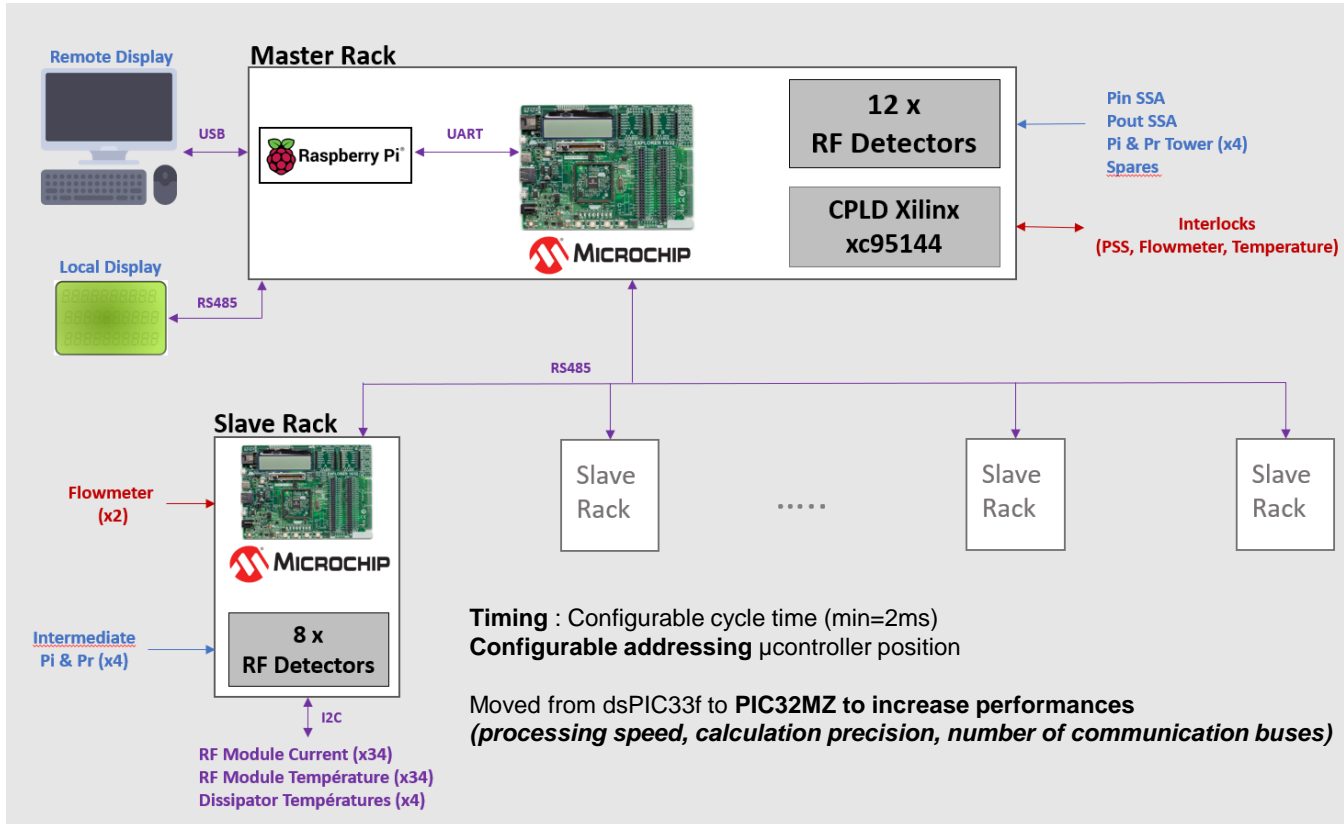 Remote Display
Master Rack
USB
Raspberry Pi
UART
EXPLORER 16/32
MICROCHIP
12 x
RF Detectors
CPLD Xilinx
xc95144
Pin SSA
Pout SSA
Pi & Pr Tower (x4)
Spares
Interlocks
(PSS, Flowmeter, Temperature)
Local Display
RS485
RS485
Slave Rack
Flowmeter
(x2)
MICROCHIP
Intermediate
Pi & Pr (x4)
8 x
RF Detectors
I2C
RF Module Current (x34)
RF Module Température (x34)
Dissipator Températures (x4)
Slave
Rack
.....
Slave
Rack
Slave
Rack
Timing : Configurable cycle time (min=2ms)
Configurable addressing µcontroller position
Moved from dsPIC33f to PIC32MZ to increase performances
(processing speed, calculation precision, number of communication buses)